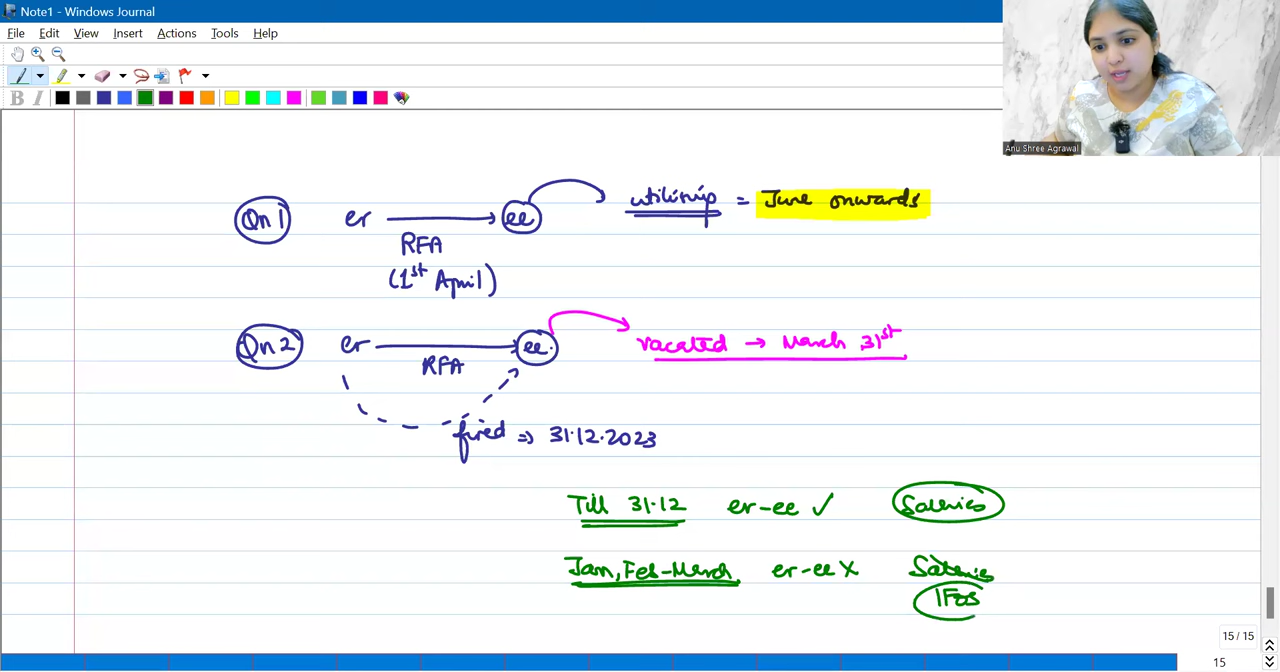 Note1 - Windows Journal
File Edit View Insert Actions Tools Help
B I
Anu Shree Agrawal
Qn 1 er ee utilising = June onwards
RFA
(1st April)
Qn 2 er ee. vacated → March 31st
RFA
fired ⇒ 31.12.2023
Till 31.12 er-ee ✓ Salaries
Jan, Feb-March er-ee X Salaries
IFOS
15 / 15
15